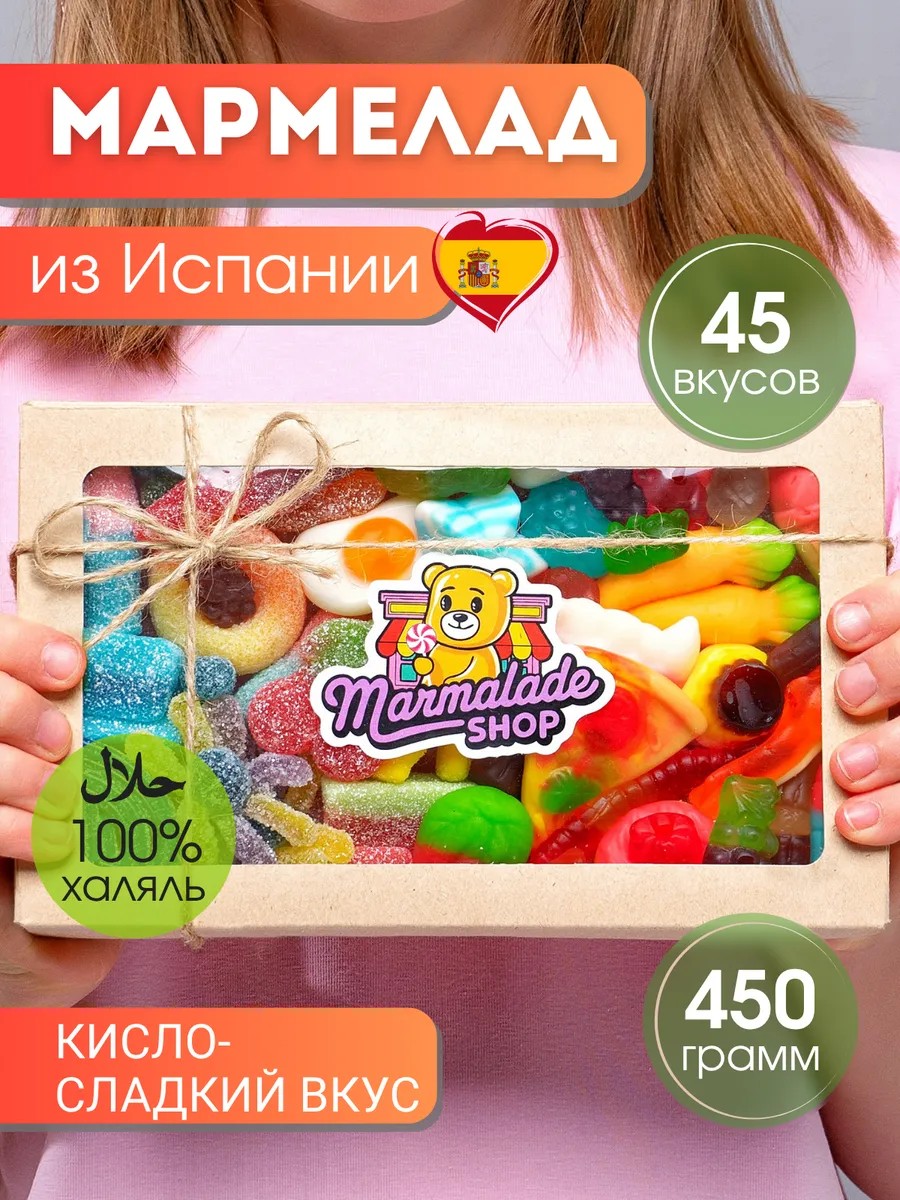 МАРМЕЛАД
из Испании
45
вкусов
Marmalade
SHOP
حلال
100%
халяль
450
грамм
КИСЛО-
СЛАДКИЙ ВКУС